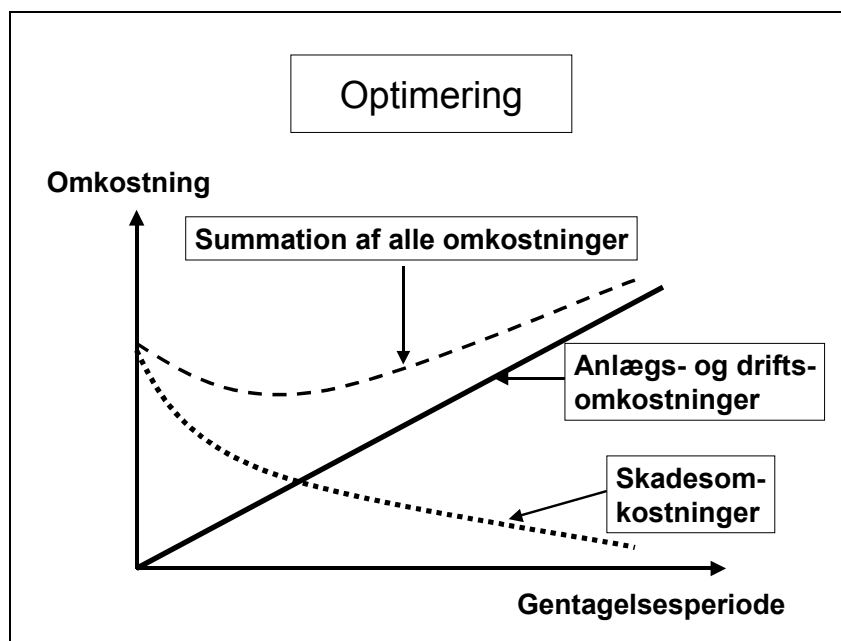 Optimering
Omkostning
Summation af alle omkostninger
Anlægs- og drifts-
omkostninger
Skadesom-
kostninger
Gentagelsesperiode